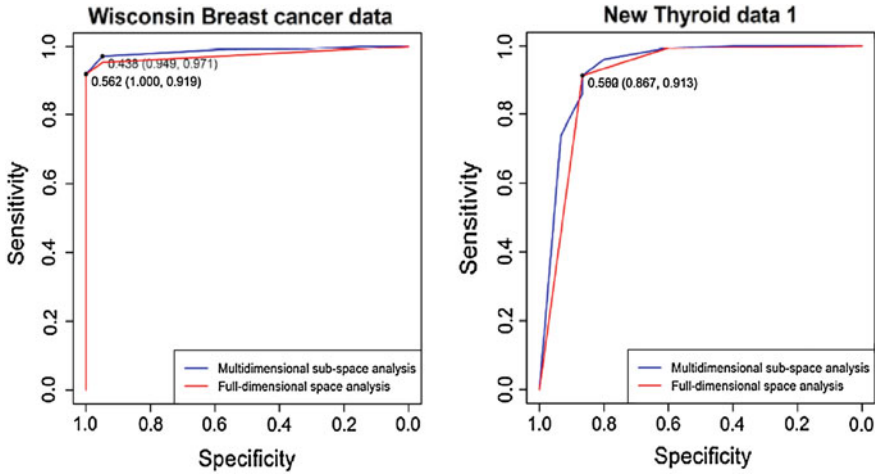 Wisconsin Breast cancer data
Sensitivity
1.0
0.8
0.6
0.4
0.2
0.0
0.438 (0.949, 0.971)
0.562 (1.000, 0.919)
Multidimensional sub-space analysis
Full-dimensional space analysis
1.0 0.8 0.6 0.4 0.2 0.0
Specificity
New Thyroid data 1
Sensitivity
1.0
0.8
0.6
0.4
0.2
0.0
(0.867, 0.913)
Multidimensional sub-space analysis
Full-dimensional space analysis
1.0 0.8 0.6 0.4 0.2 0.0
Specificity